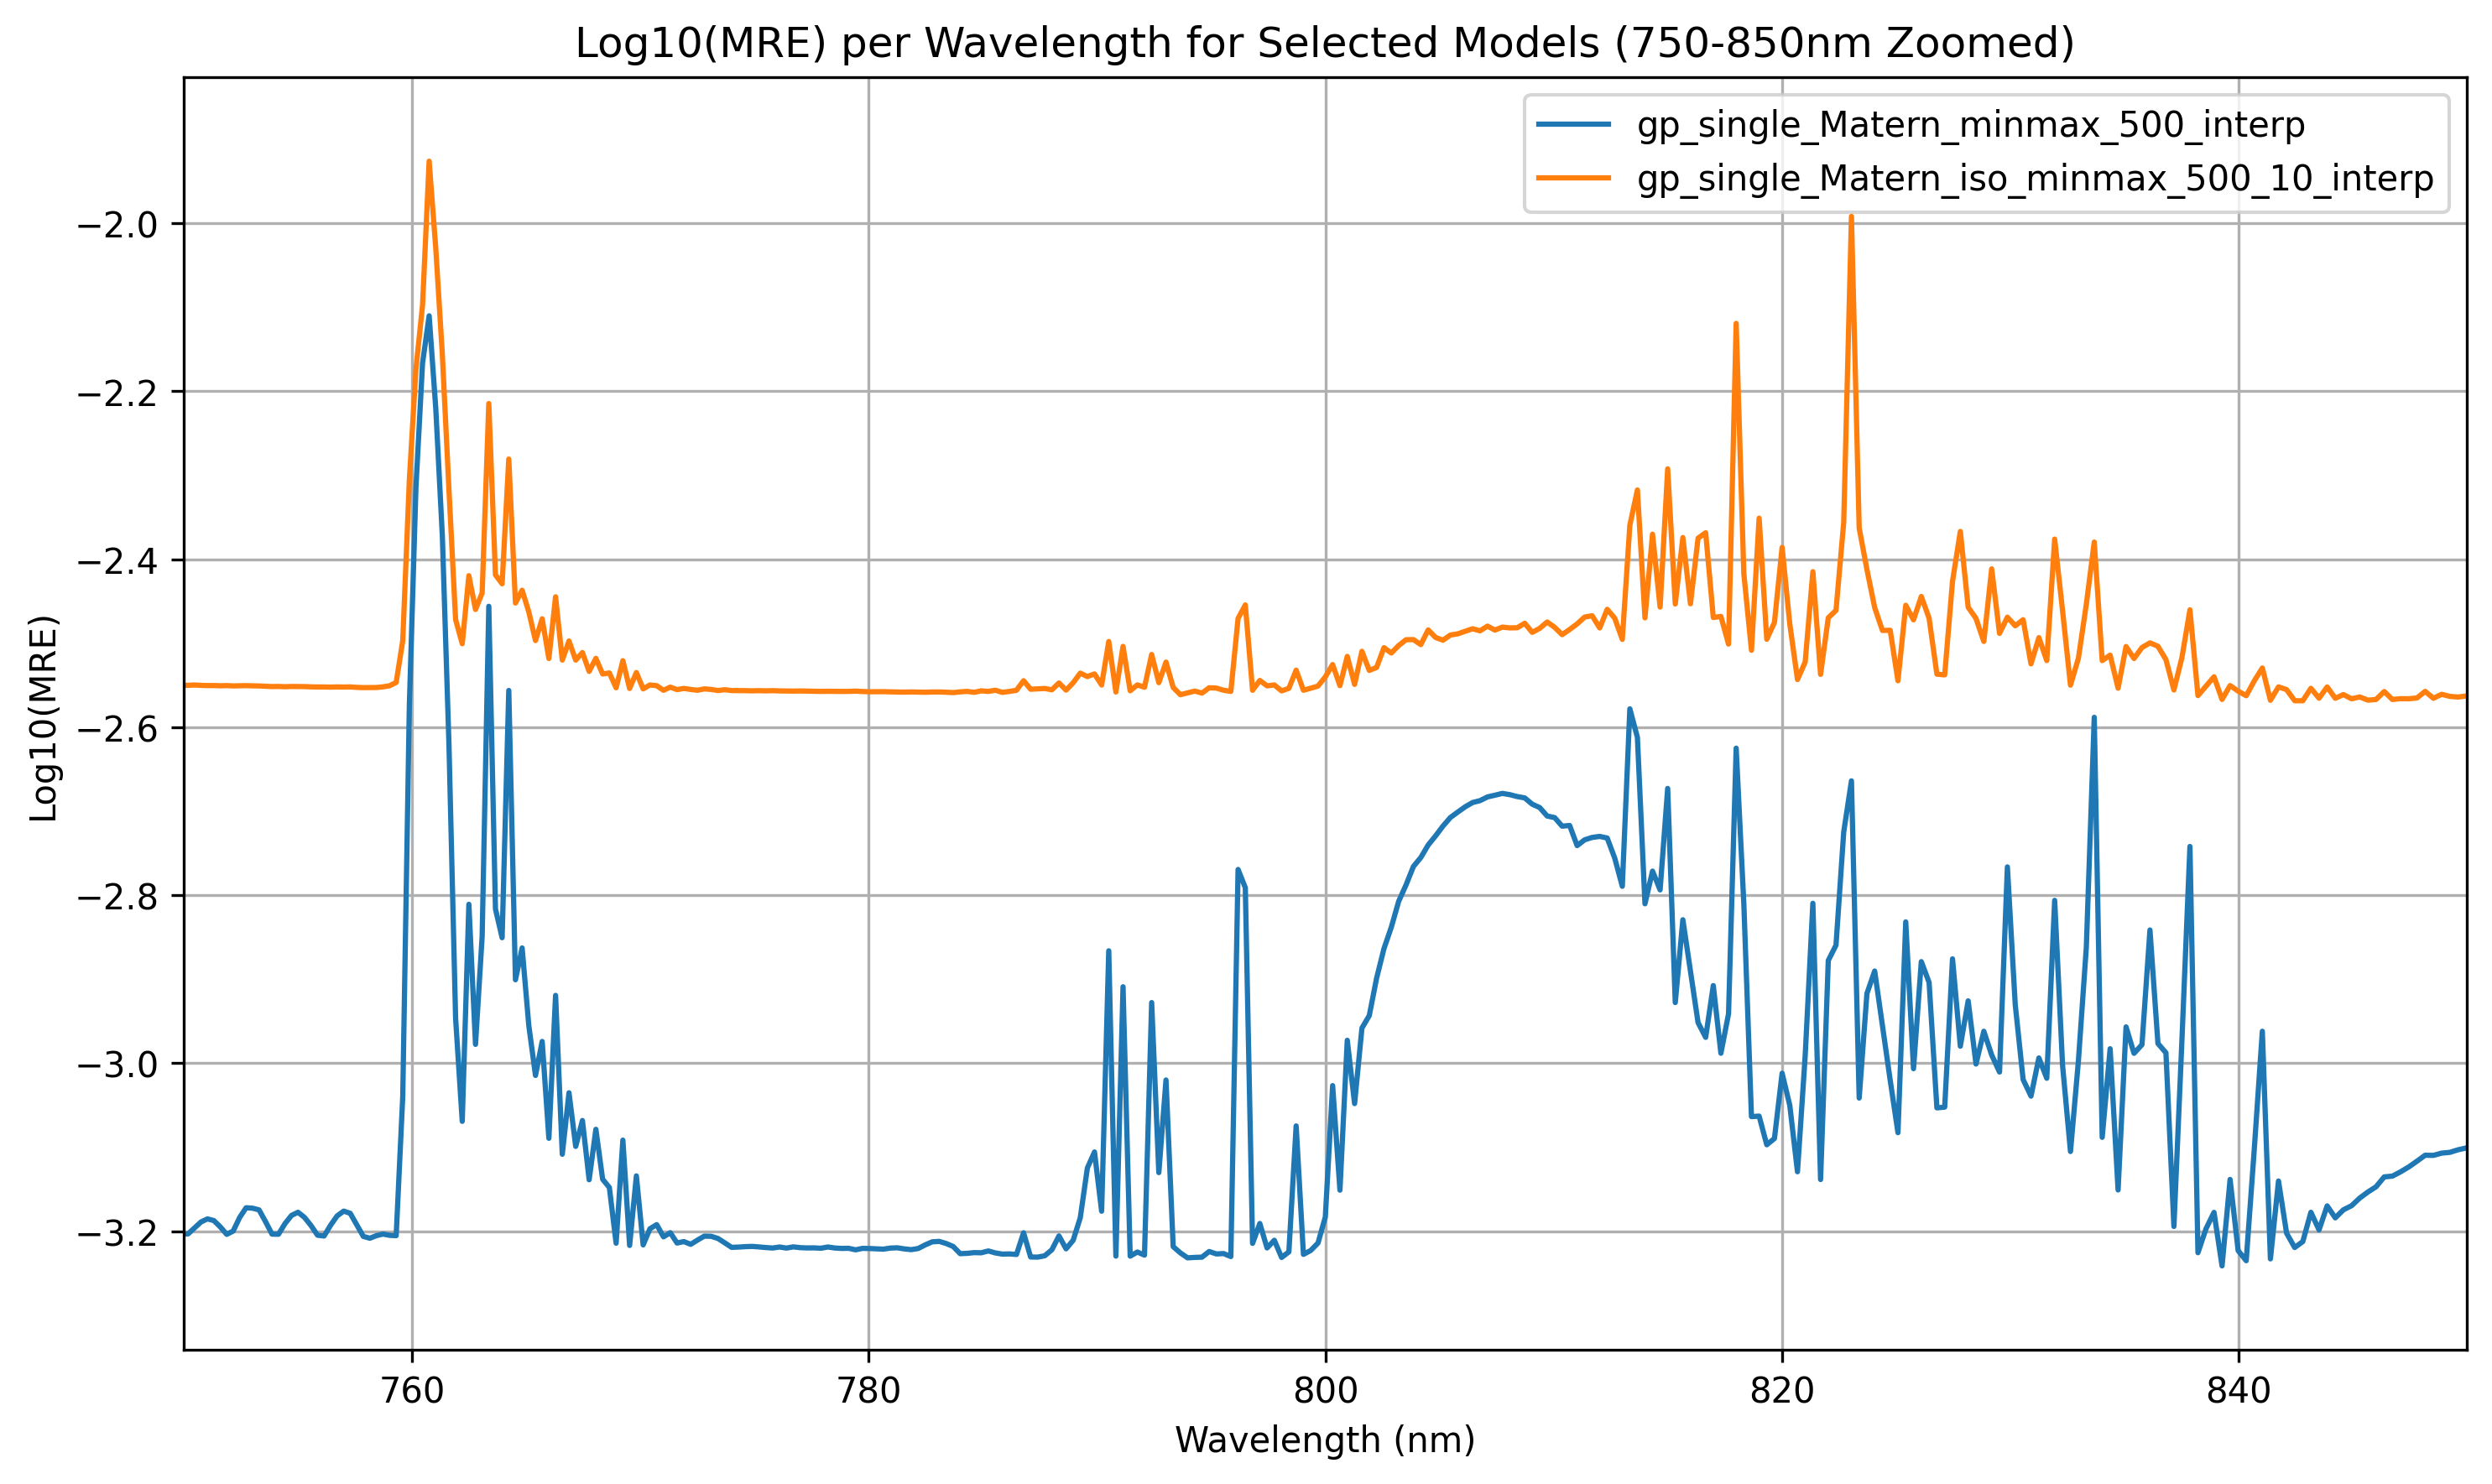 Log10(MRE) per Wavelength for Selected Models (750-850nm Zoomed)
gp_single_Matern_minmax_500_interp
gp_single_Matern_iso_minmax_500_10_interp
Log10(MRE)
−2.0
−2.2
−2.4
−2.6
−2.8
−3.0
−3.2
760
780
800
820
840
Wavelength (nm)